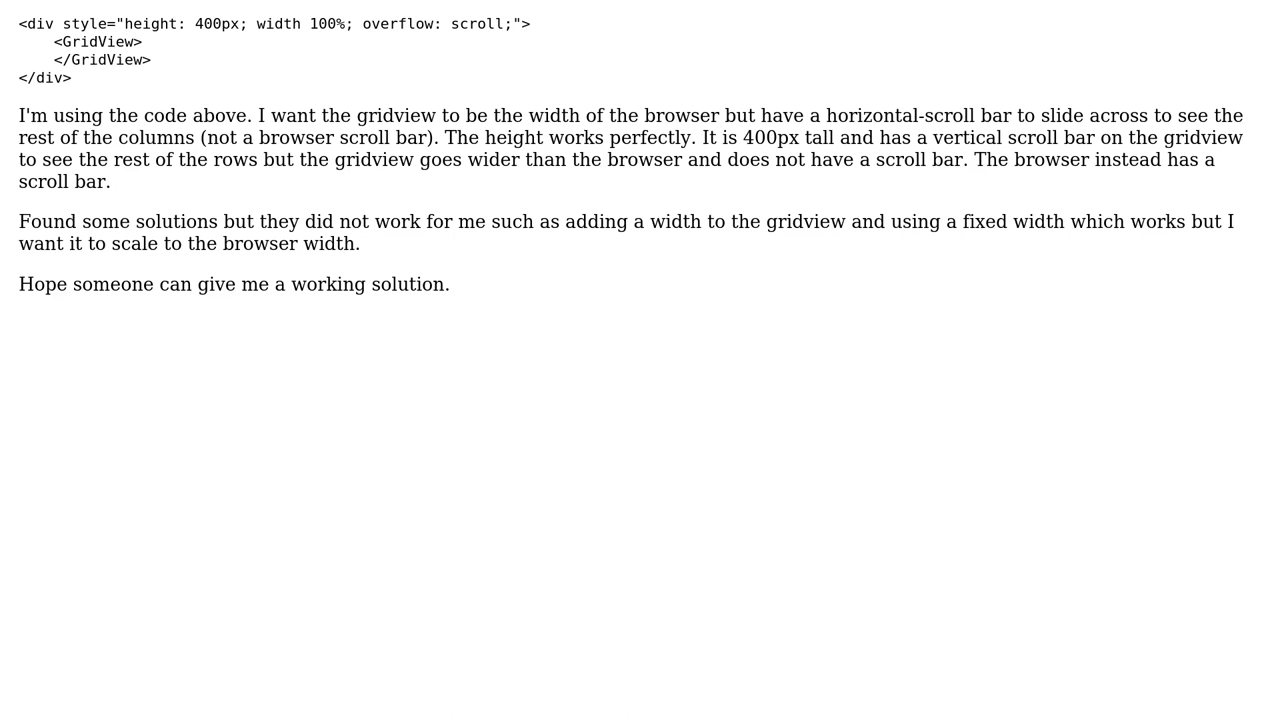 <div style="height: 400px; width 100%; overflow: scroll;">
    <GridView>
    </GridView>
</div>
I'm using the code above. I want the gridview to be the width of the browser but have a horizontal-scroll bar to slide across to see the
rest of the columns (not a browser scroll bar). The height works perfectly. It is 400px tall and has a vertical scroll bar on the gridview
to see the rest of the rows but the gridview goes wider than the browser and does not have a scroll bar. The browser instead has a
scroll bar.
Found some solutions but they did not work for me such as adding a width to the gridview and using a fixed width which works but I
want it to scale to the browser width.
Hope someone can give me a working solution.